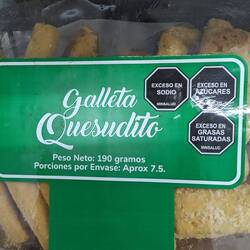 Galleta
Quesudito
Peso Neto: 190 gramos
Porciones por Envase: Aprox 7.5.
EXCESO EN
SODIO
MINSALUD
EXCESO EN
AZÚCARES
MINSALUD
EXCESO EN
GRASAS
SATURADAS
MINSALUD